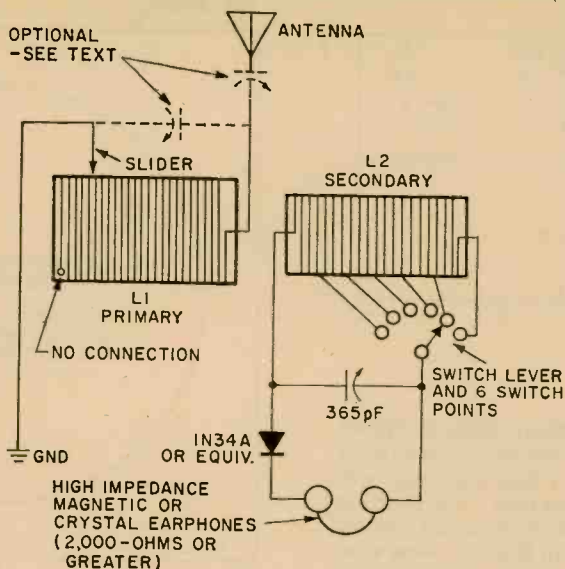 OPTIONAL
-SEE TEXT
ANTENNA
SLIDER
L2
SECONDARY
L1
PRIMARY
NO CONNECTION
SWITCH LEVER
AND 6 SWITCH
POINTS
365pF
IN34A
OR EQUIV.
GND
HIGH IMPEDANCE
MAGNETIC OR
CRYSTAL EARPHONES
(2,000-OHMS OR
GREATER)